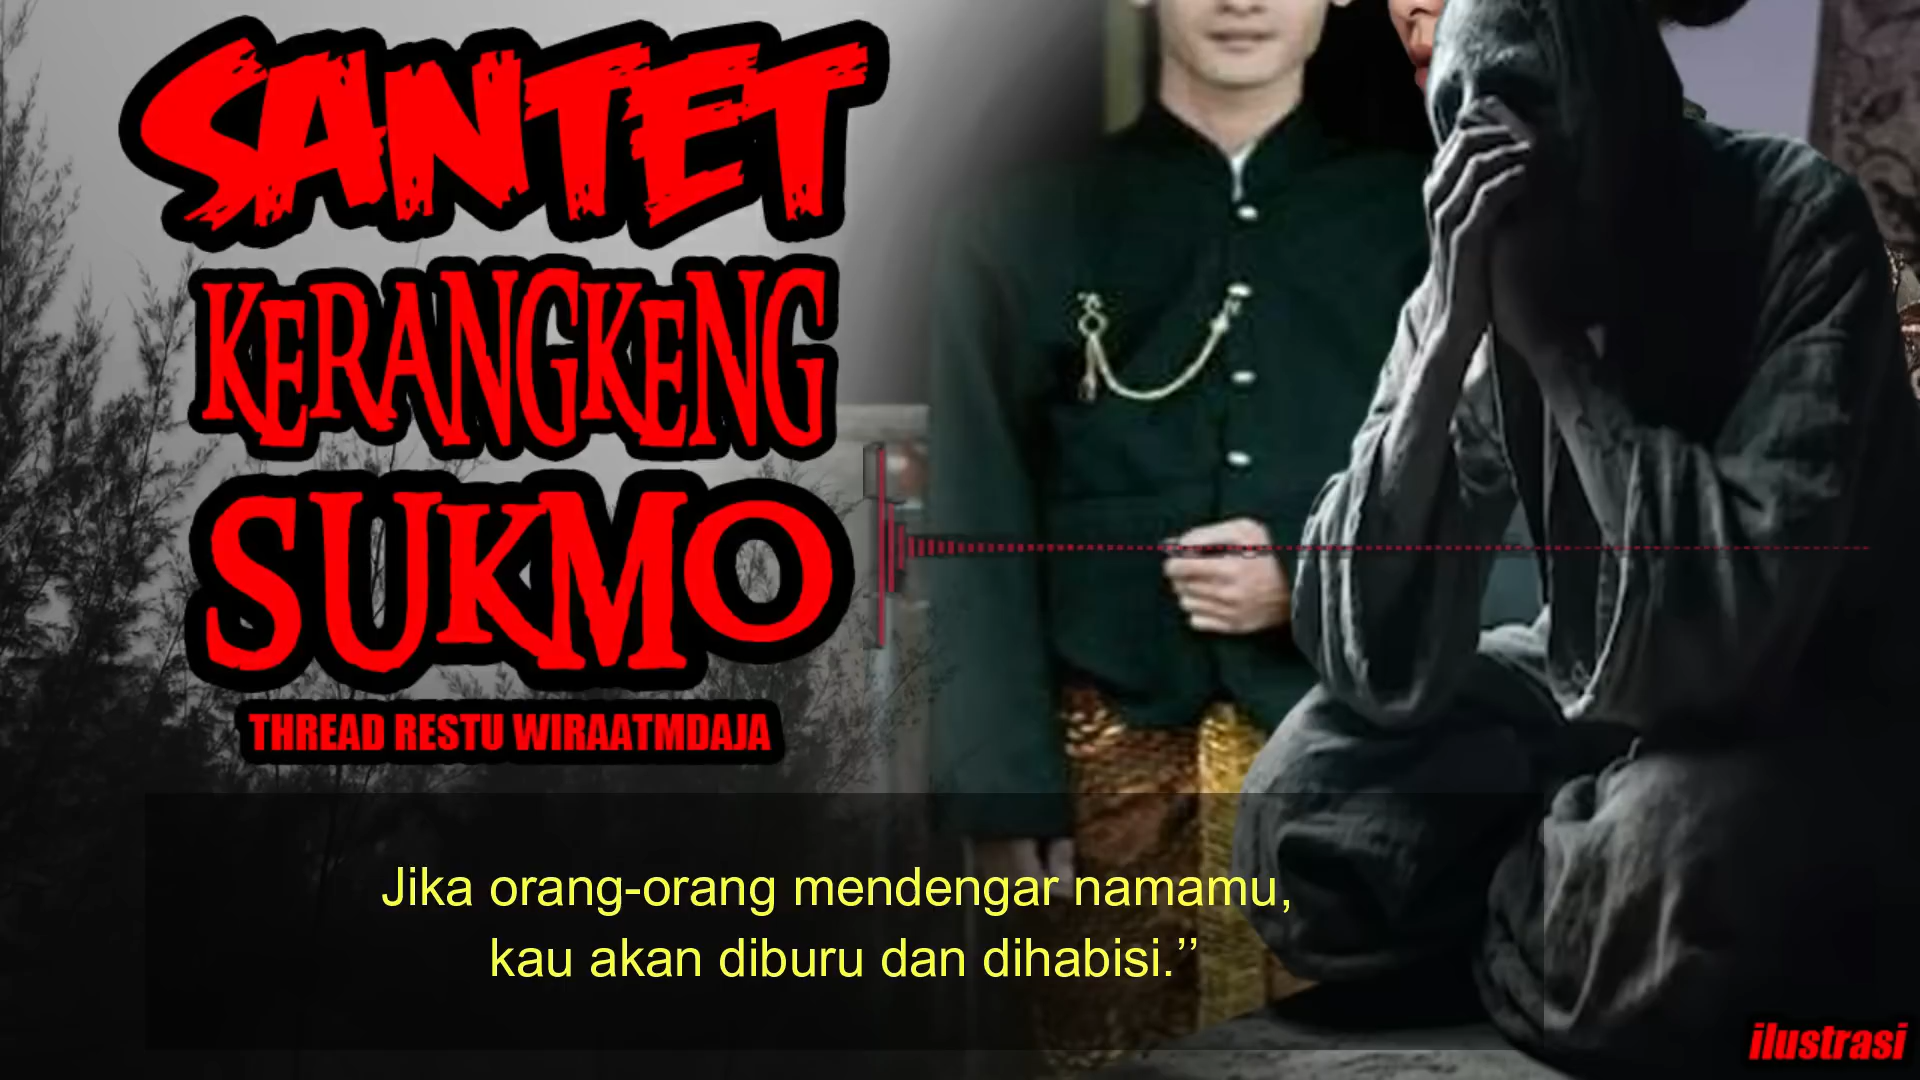 SANTET
KERANGKENG
SUKMO
THREAD RESTU WIRAATMDAJA
Jika orang-orang mendengar namamu,
kau akan diburu dan dihabisi.’’
ilustrasi